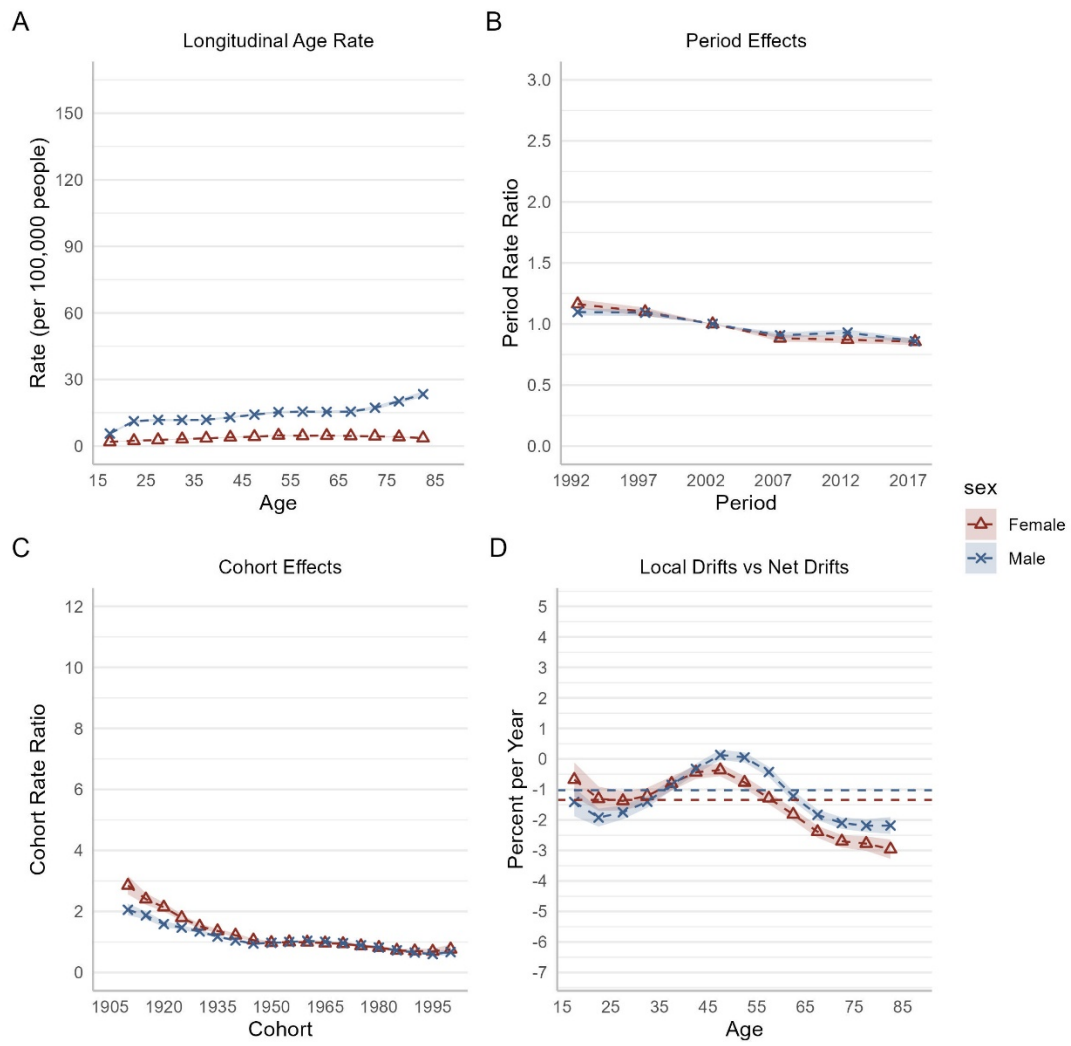 A
Longitudinal Age Rate
Rate (per 100,000 people)
150
120
90
60
30
0
15 25 35 45 55 65 75 85
Age
B
Period Effects
Period Rate Ratio
3.0
2.5
2.0
1.5
1.0
0.5
0.0
1992 1997 2002 2007 2012 2017
Period
sex
Female
Male
C
Cohort Effects
Cohort Rate Ratio
12
10
8
6
4
2
0
1905 1920 1935 1950 1965 1980 1995
Cohort
D
Local Drifts vs Net Drifts
Percent per Year
5
4
3
2
1
0
-1
-2
-3
-4
-5
-6
-7
15 25 35 45 55 65 75 85
Age